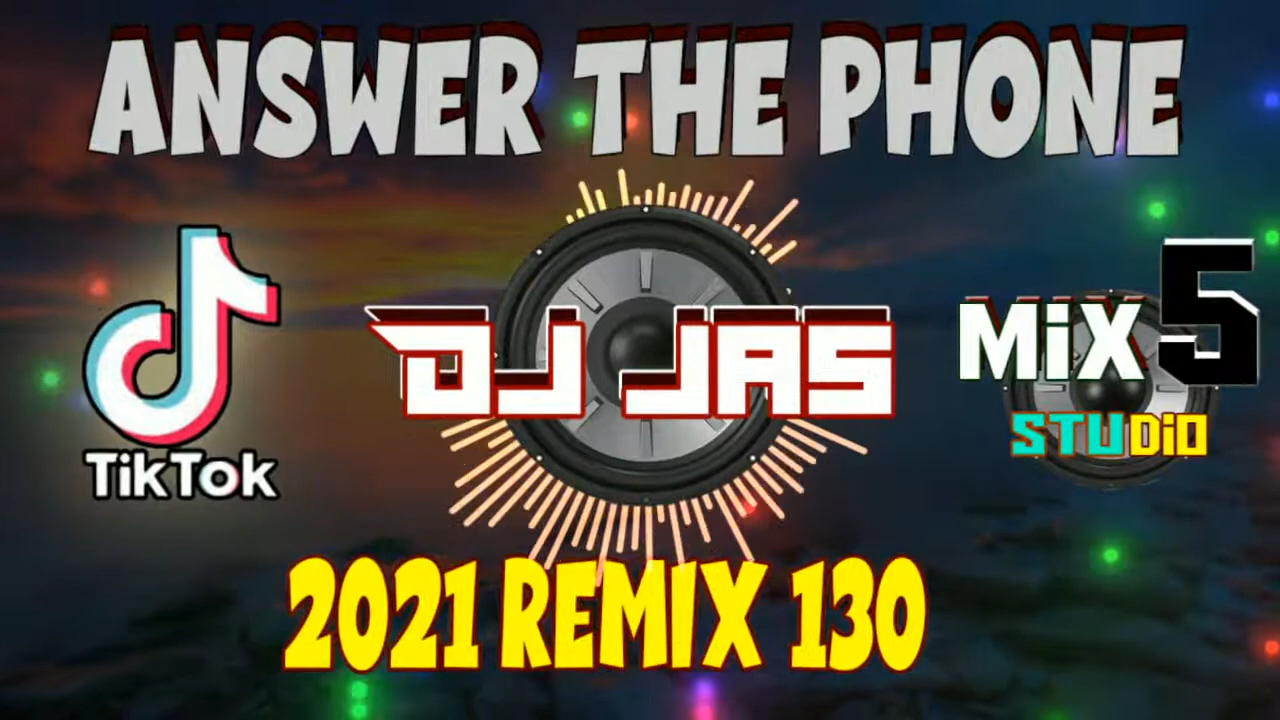 ANSWER THE PHONE
TikTok
DJ JAS
MiX 5
STUDiO
2021 REMIX 130